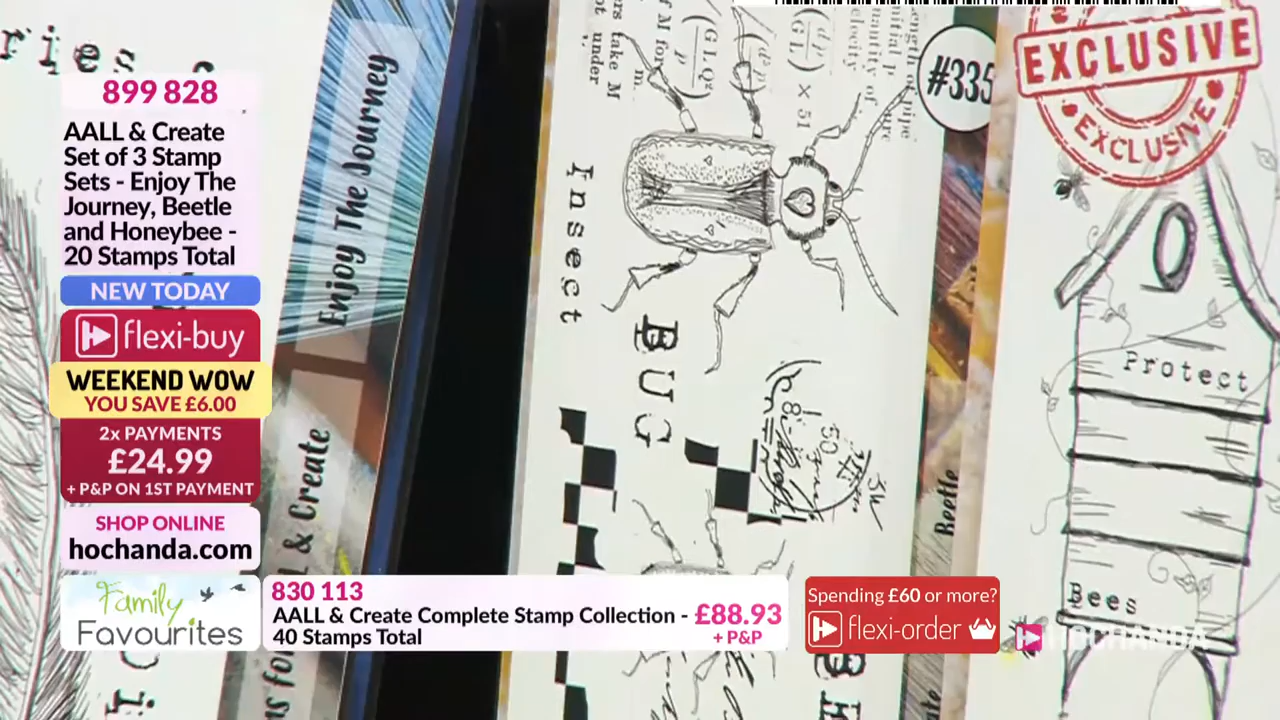 899 828
AALL & Create
Set of 3 Stamp
Sets - Enjoy The
Journey, Beetle
and Honeybee -
20 Stamps Total
NEW TODAY
flexi-buy
WEEKEND WOW
YOU SAVE £6.00
2x PAYMENTS
£24.99
+ P&P ON 1ST PAYMENT
SHOP ONLINE
hochanda.com
Family
Favourites
830 113
AALL & Create Complete Stamp Collection -
40 Stamps Total
£88.93
+ P&P
Spending £60 or more?
flexi-order
HOCHANDA
Enjoy The Journey
& Create
Insect
BUG
#335
Beetle
EXCLUSIVE
EXCLUSIVE
Protect
Bees